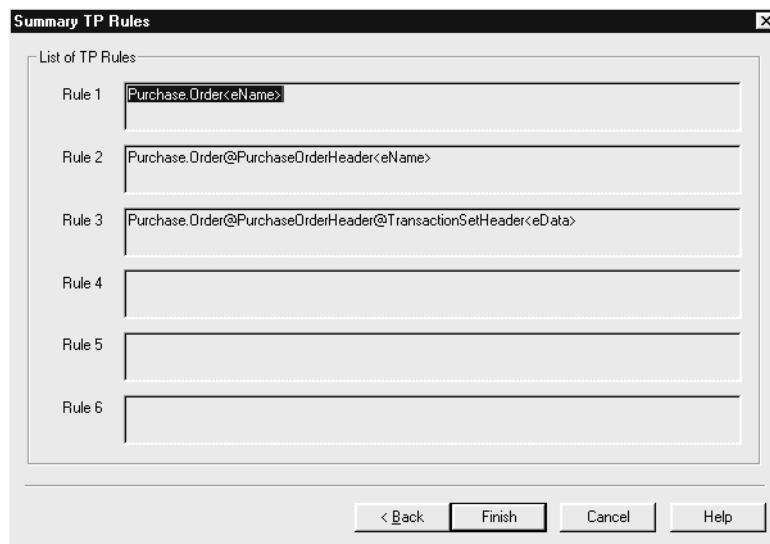 Summary TP Rules
List of TP Rules
Rule 1 Purchase.Order<eName>
Rule 2 Purchase.Order@PurchaseOrderHeader<eName>
Rule 3 Purchase.Order@PurchaseOrderHeader@TransactionSetHeader<eData>
Rule 4
Rule 5
Rule 6
< Back Finish Cancel Help